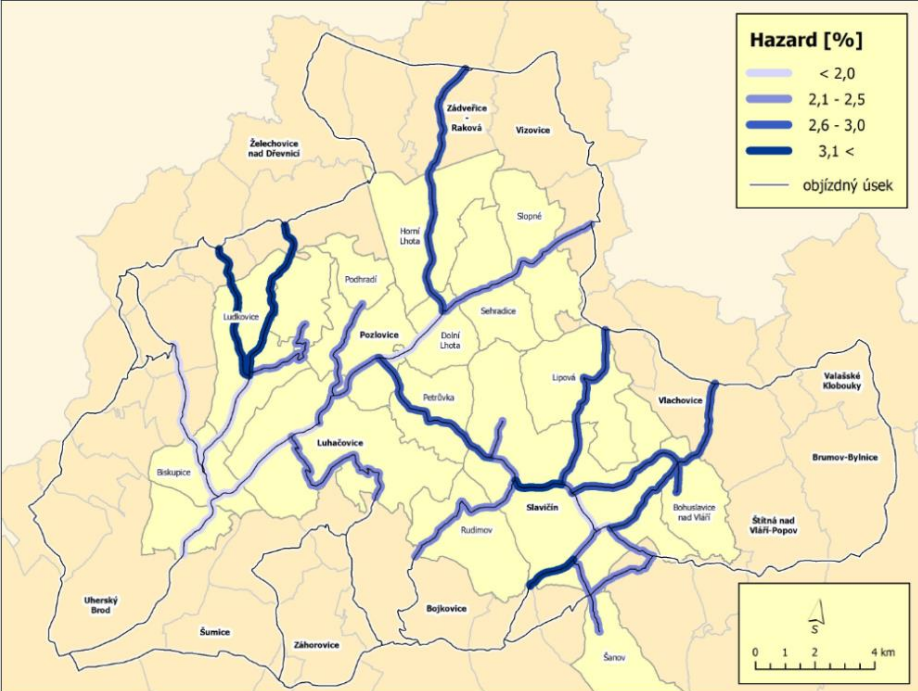 Hazard [%]
< 2,0
2,1 - 2,5
2,6 - 3,0
3,1 <
objízdný úsek
Zádveřice
-
Raková
Vizovice
Želechovice
nad Dřevnicí
Slopné
Horní
Lhota
Podhradí
Ludkovice
Sehradice
Pozlovice
Dolní
Lhota
Lipová
Valašské
Klobouky
Petrůvka
Vlachovice
Luhačovice
Brumov-Bylnice
Biskupice
Slavičín
Bohuslavice
nad Vláří
Rudimov
Štítná nad
Vláří-Popov
Uherský
Brod
Bojkovice
Šumice
Záhorovice
Šanov
S
0 1 2 4 km